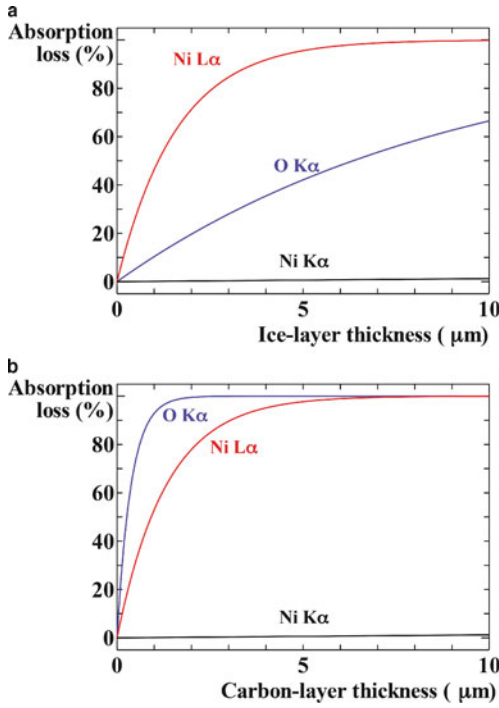 a
Absorption
loss (%)
Ni Lα
80
60
O Kα
40
20
Ni Kα
0
0
5
10
Ice-layer thickness ( μm)
b
Absorption
loss (%)
O Kα
Ni Lα
80
60
40
20
Ni Kα
0
0
5
10
Carbon-layer thickness ( μm)